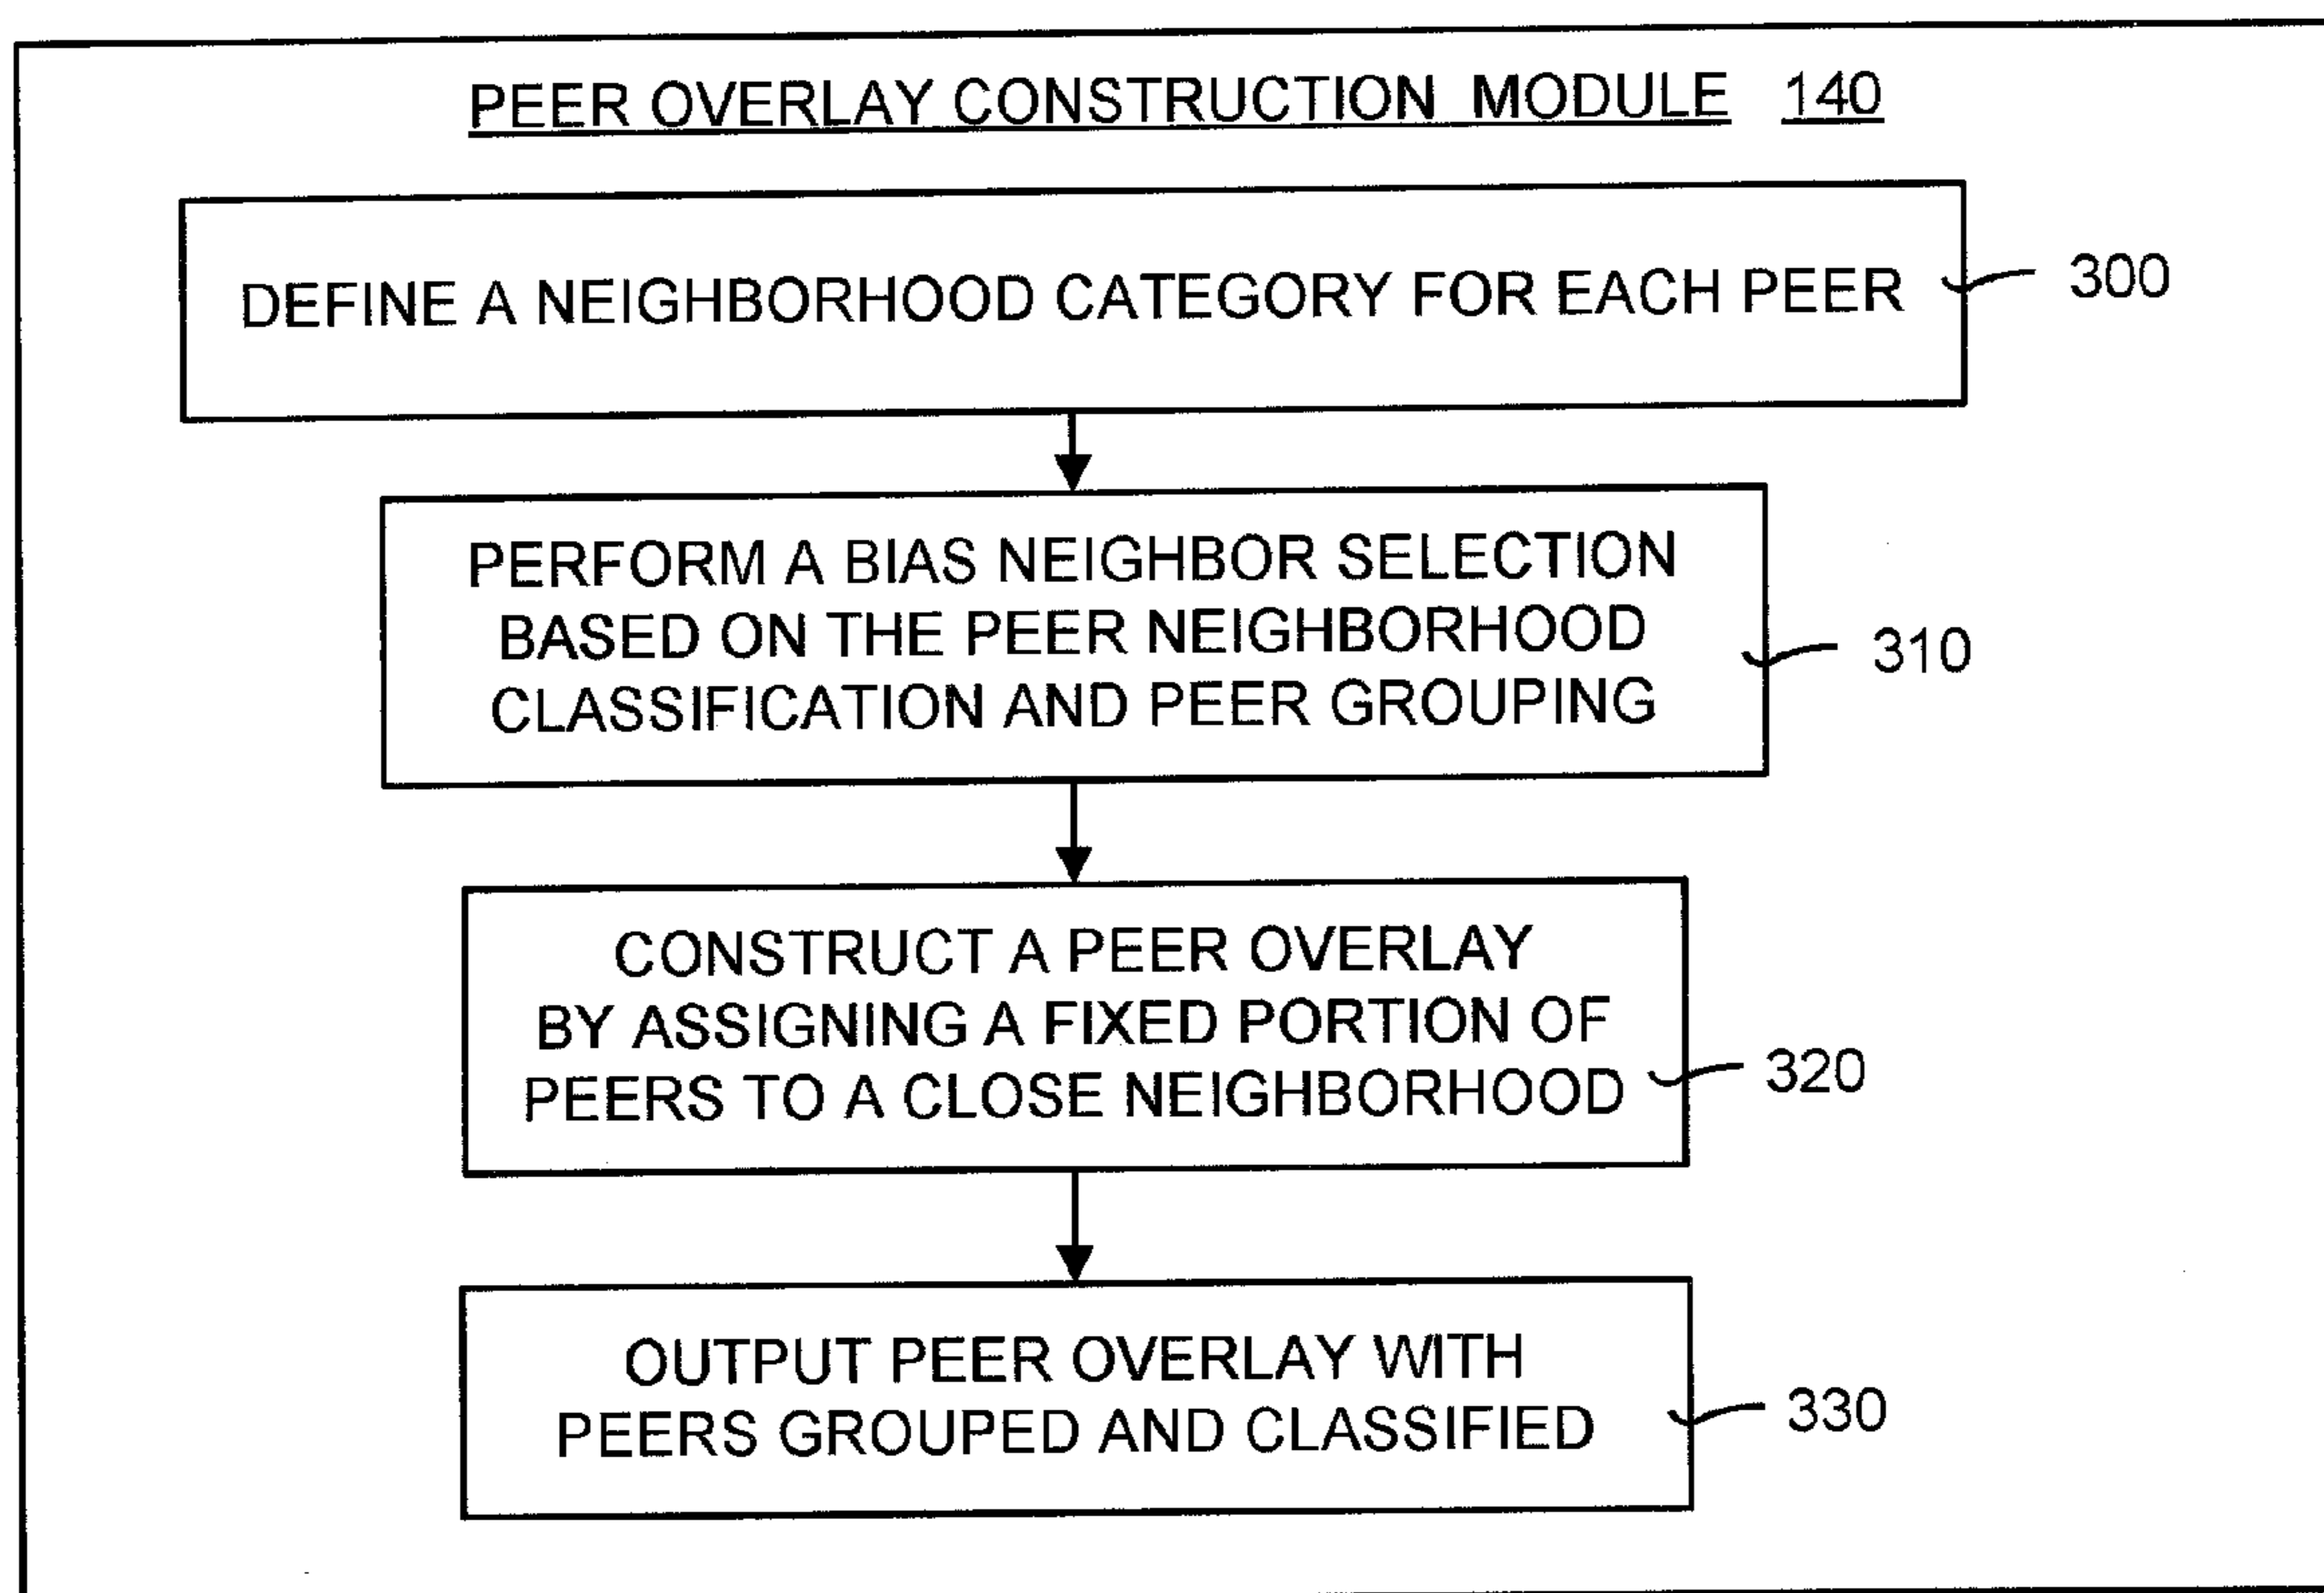 PEER OVERLAY CONSTRUCTION MODULE 140
DEFINE A NEIGHBORHOOD CATEGORY FOR EACH PEER
300
PERFORM A BIAS NEIGHBOR SELECTION
BASED ON THE PEER NEIGHBORHOOD
CLASSIFICATION AND PEER GROUPING
310
CONSTRUCT A PEER OVERLAY
BY ASSIGNING A FIXED PORTION OF
PEERS TO A CLOSE NEIGHBORHOOD
320
OUTPUT PEER OVERLAY WITH
PEERS GROUPED AND CLASSIFIED
330